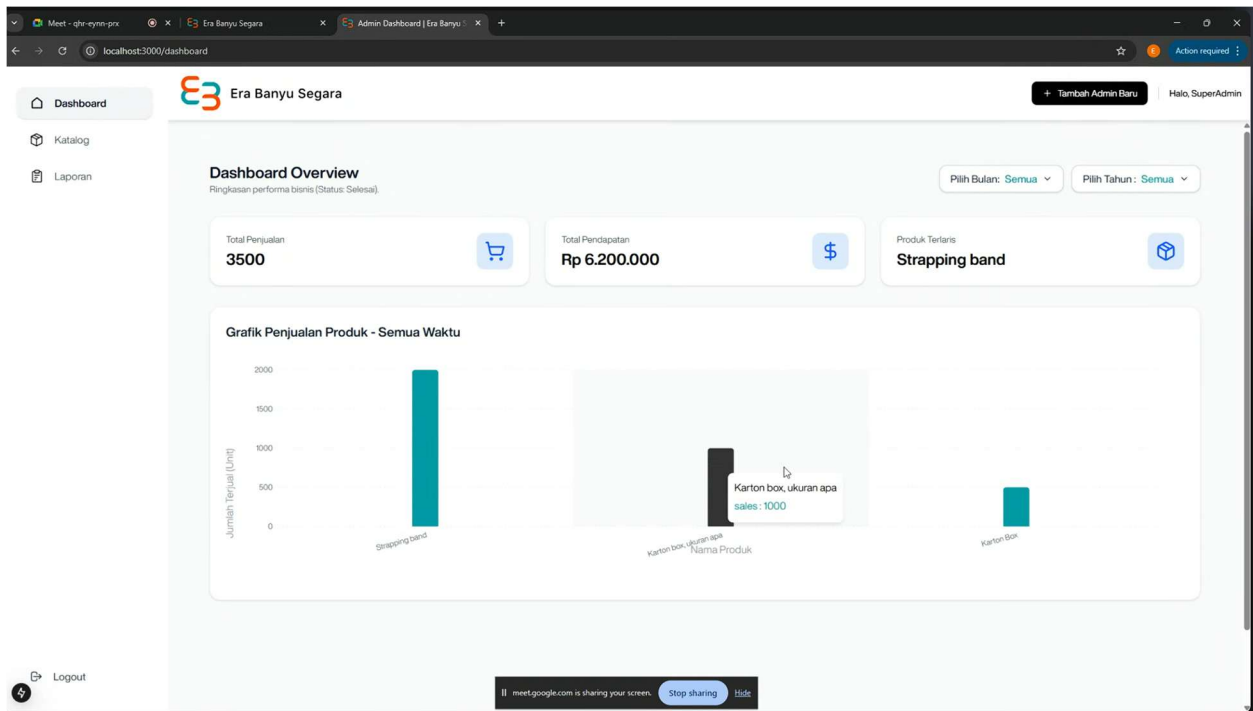 Meet - qhr-eynn-prx
Era Banyu Segara
Admin Dashboard | Era Banyu S
localhost:3000/dashboard
E
Action required
Dashboard
Katalog
Laporan
Logout
Era Banyu Segara
+ Tambah Admin Baru
Halo, SuperAdmin
Dashboard Overview
Ringkasan performa bisnis (Status: Selesai).
Pilih Bulan: Semua
Pilih Tahun : Semua
Total Penjualan
3500
Total Pendapatan
Rp 6.200.000
$
Produk Terlaris
Strapping band
Grafik Penjualan Produk - Semua Waktu
2000
1500
1000
500
0
Jumlah Terjual (Unit)
Karton box, ukuran apa
sales : 1000
Strapping band
Karton box, ukuran apa
Karton Box
Nama Produk
meet.google.com is sharing your screen.
Stop sharing
Hide